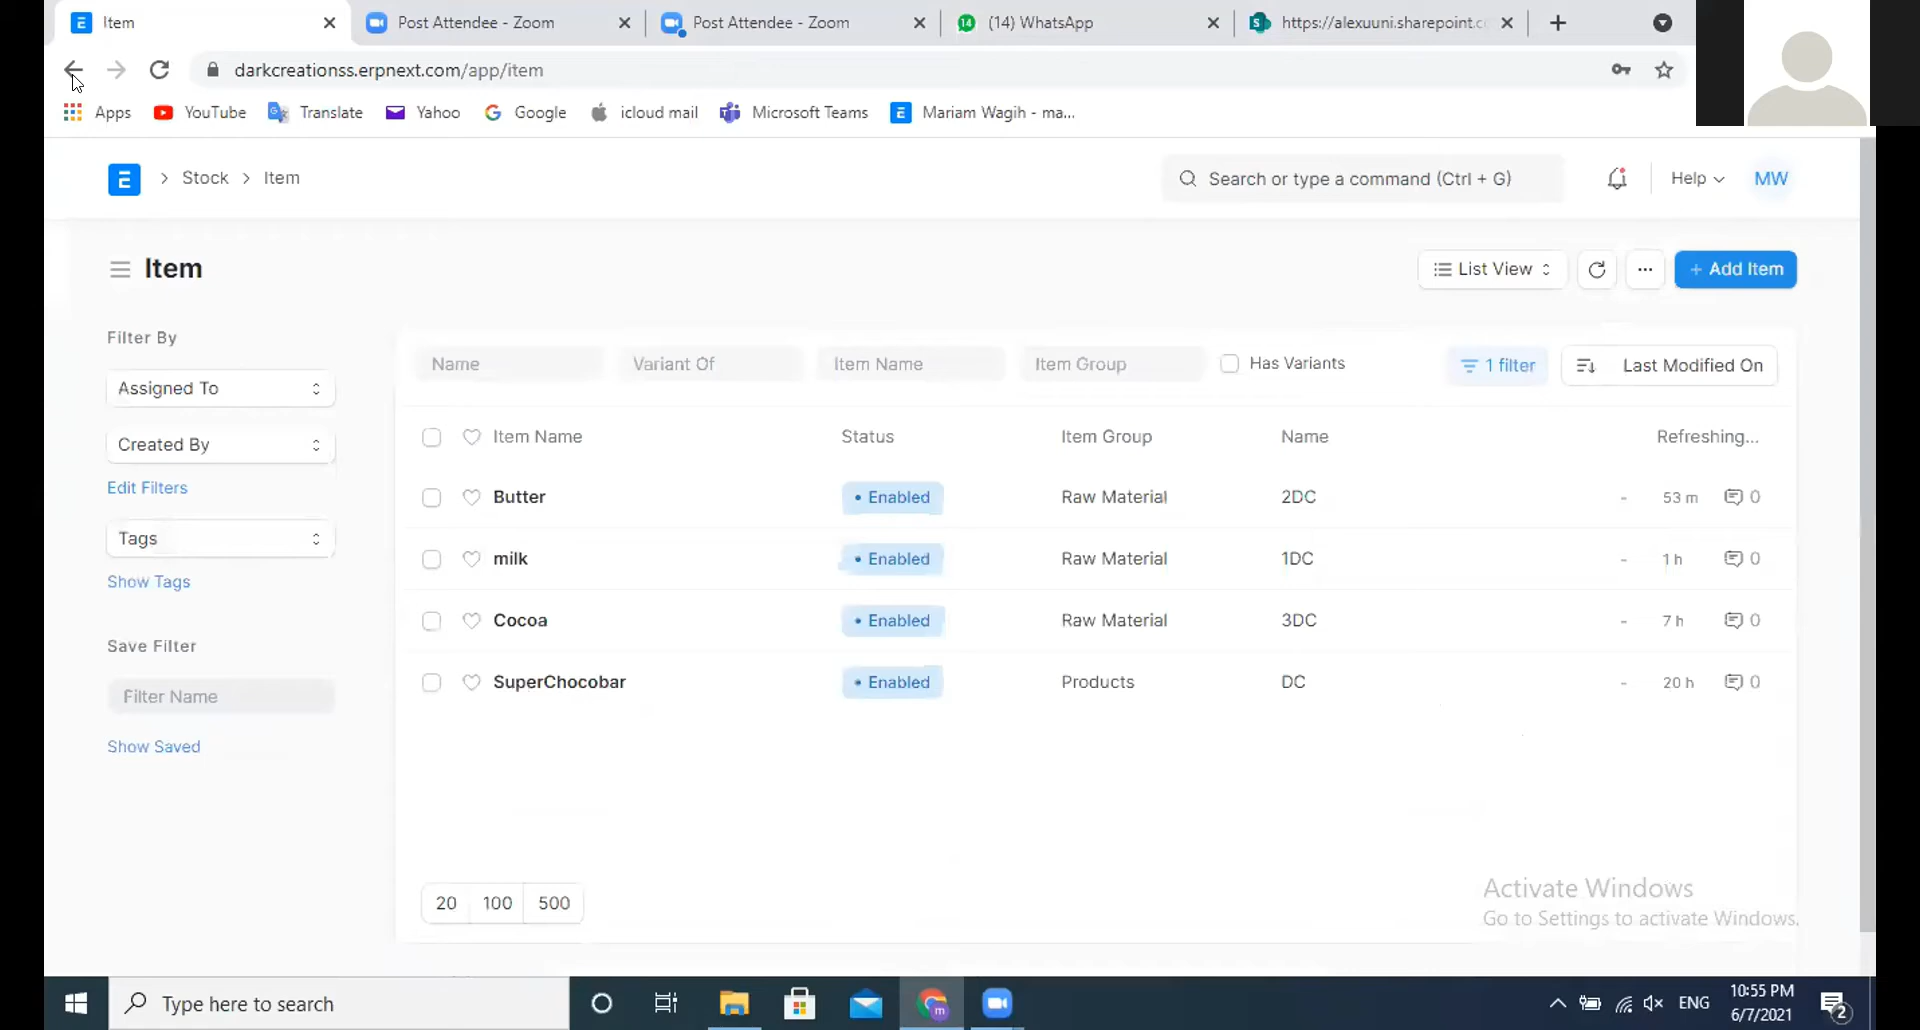 Item
Post Attendee - Zoom
Post Attendee - Zoom
14
(14) WhatsApp
https://alexuuni.sharepoint.c
darkcreationss.erpnext.com/app/item
Apps
YouTube
Translate
Yahoo
Google
icloud mail
Microsoft Teams
Mariam Wagih - ma...
E > Stock > Item
Search or type a command (Ctrl + G)
Help
MW
Item
List View
...
+ Add Item
Filter By
Assigned To
Created By
Edit Filters
Tags
Show Tags
Save Filter
Filter Name
Show Saved
Name
Variant Of
Item Name
Item Group
Has Variants
1 filter
Last Modified On
Item Name Status Item Group Name Refreshing...
Butter • Enabled Raw Material 2DC - 53 m 0
milk • Enabled Raw Material 1DC - 1 h 0
Cocoa • Enabled Raw Material 3DC - 7 h 0
SuperChocobar • Enabled Products DC - 20 h 0
20 100 500
Activate Windows
Go to Settings to activate Windows.
Type here to search
m
ENG
10:55 PM
6/7/2021
2